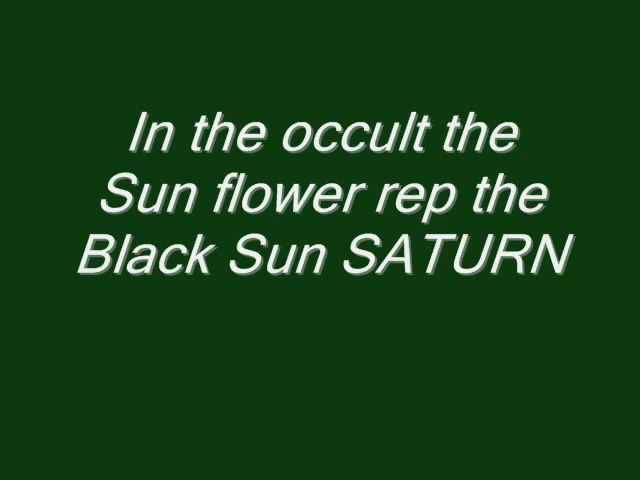 In the occult the
Sun flower rep the
Black Sun SATURN